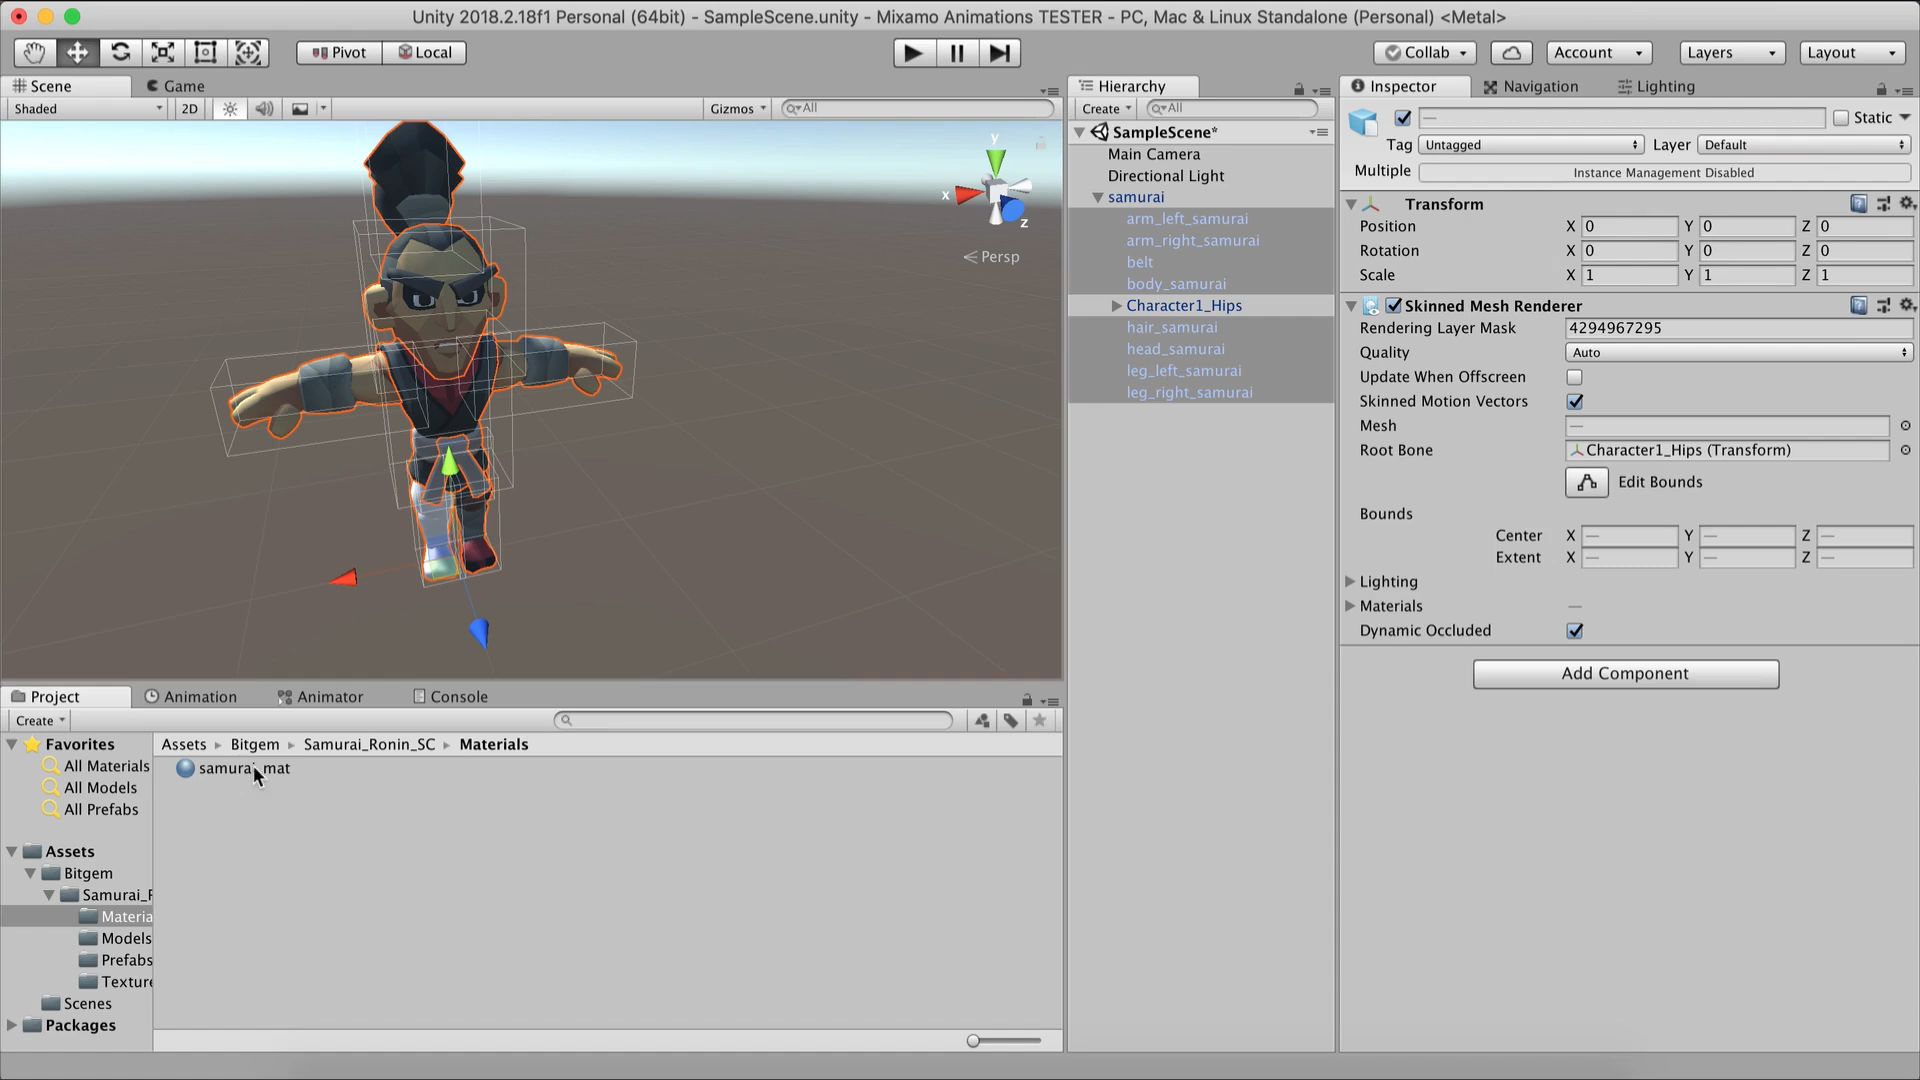 Unity 2018.2.18f1 Personal (64bit) - SampleScene.unity - Mixamo Animations TESTER - PC, Mac & Linux Standalone (Personal) <Metal>
Pivot Local Collab Account Layers Layout
Scene Game
Shaded 2D Gizmos All
y
x
z
Persp
Hierarchy
Create All
SampleScene*
Main Camera
Directional Light
samurai
arm_left_samurai
arm_right_samurai
belt
body_samurai
Character1_Hips
hair_samurai
head_samurai
leg_left_samurai
leg_right_samurai
Inspector Navigation Lighting
— Static
Tag Untagged Layer Default
Multiple Instance Management Disabled
Transform
Position X 0 Y 0 Z 0
Rotation X 0 Y 0 Z 0
Scale X 1 Y 1 Z 1
Skinned Mesh Renderer
Rendering Layer Mask 4294967295
Quality Auto
Update When Offscreen
Skinned Motion Vectors
Mesh —
Root Bone Character1_Hips (Transform)
Edit Bounds
Bounds
Center X — Y — Z —
Extent X — Y — Z —
Lighting
Materials —
Dynamic Occluded
Add Component
Project Animation Animator Console
Create
Favorites
All Materials
All Models
All Prefabs
Assets
Bitgem
Samurai_R
Materia
Models
Prefabs
Texture
Scenes
Packages
Assets Bitgem Samurai_Ronin_SC Materials
samurai_mat